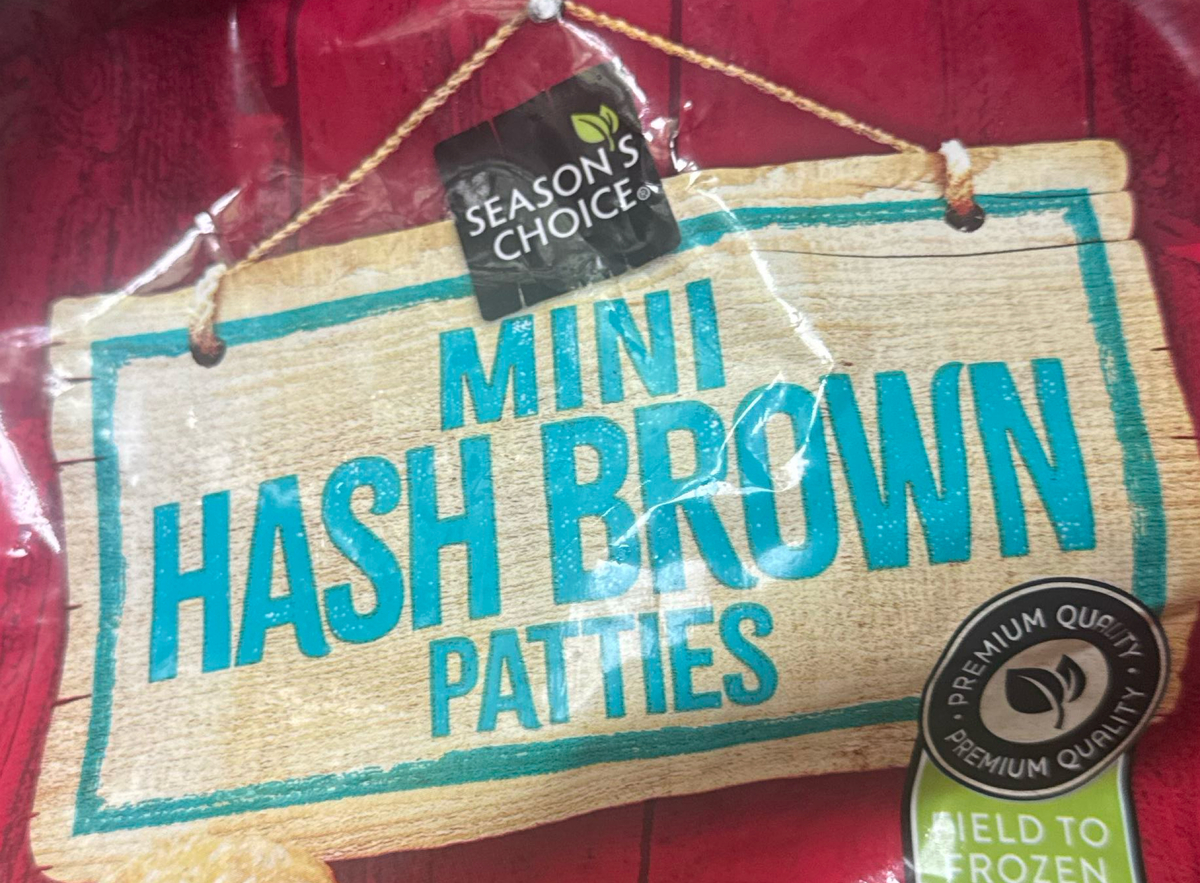 SEASON'S
CHOICE®
MINI
HASH BROWN
PATTIES
PREMIUM QUALITY
PREMIUM QUALITY
FIELD TO
FROZEN